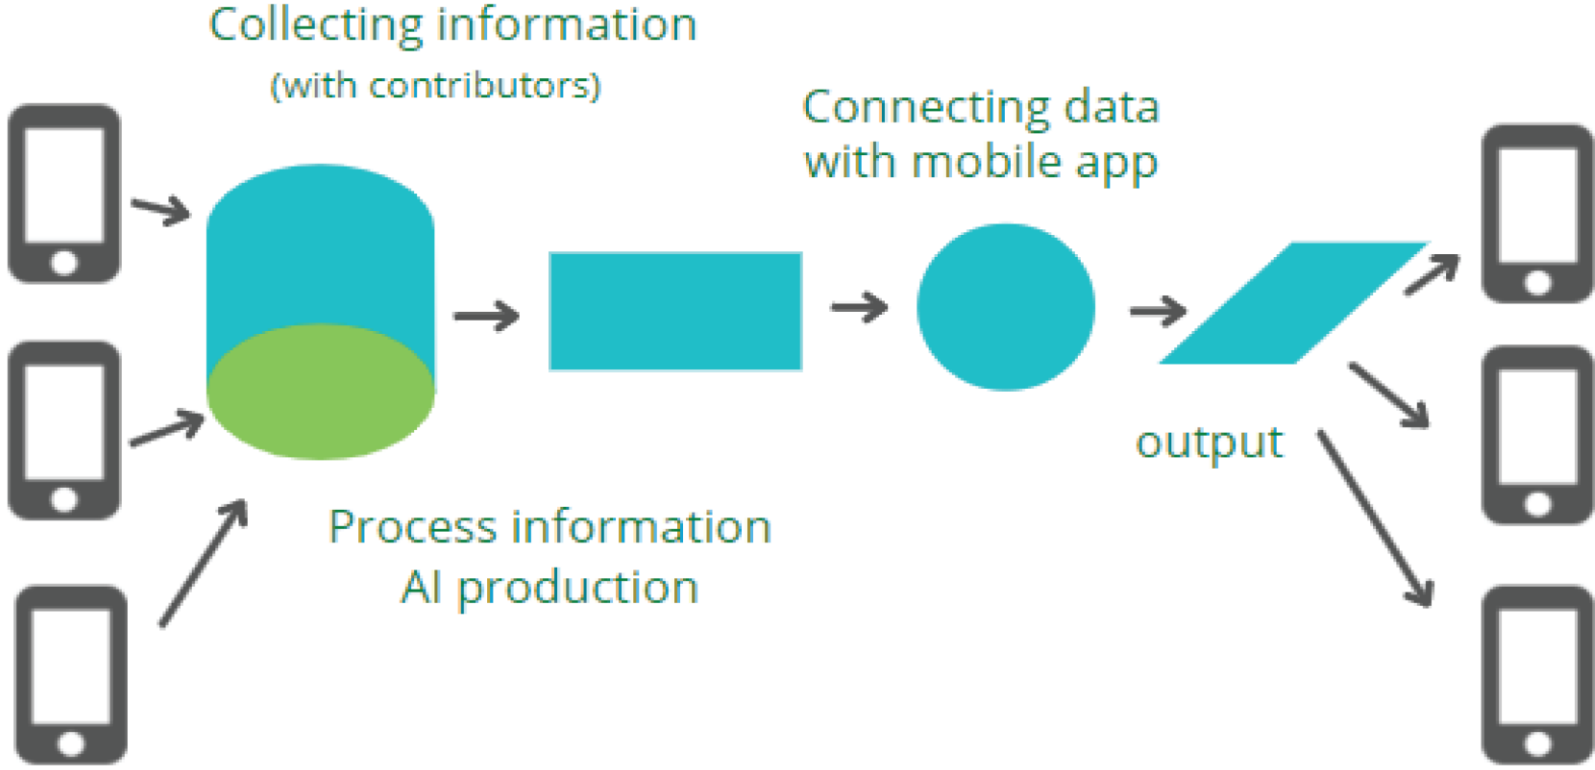 Collecting information
(with contributors)
Connecting data
with mobile app
output
Process information
AI production